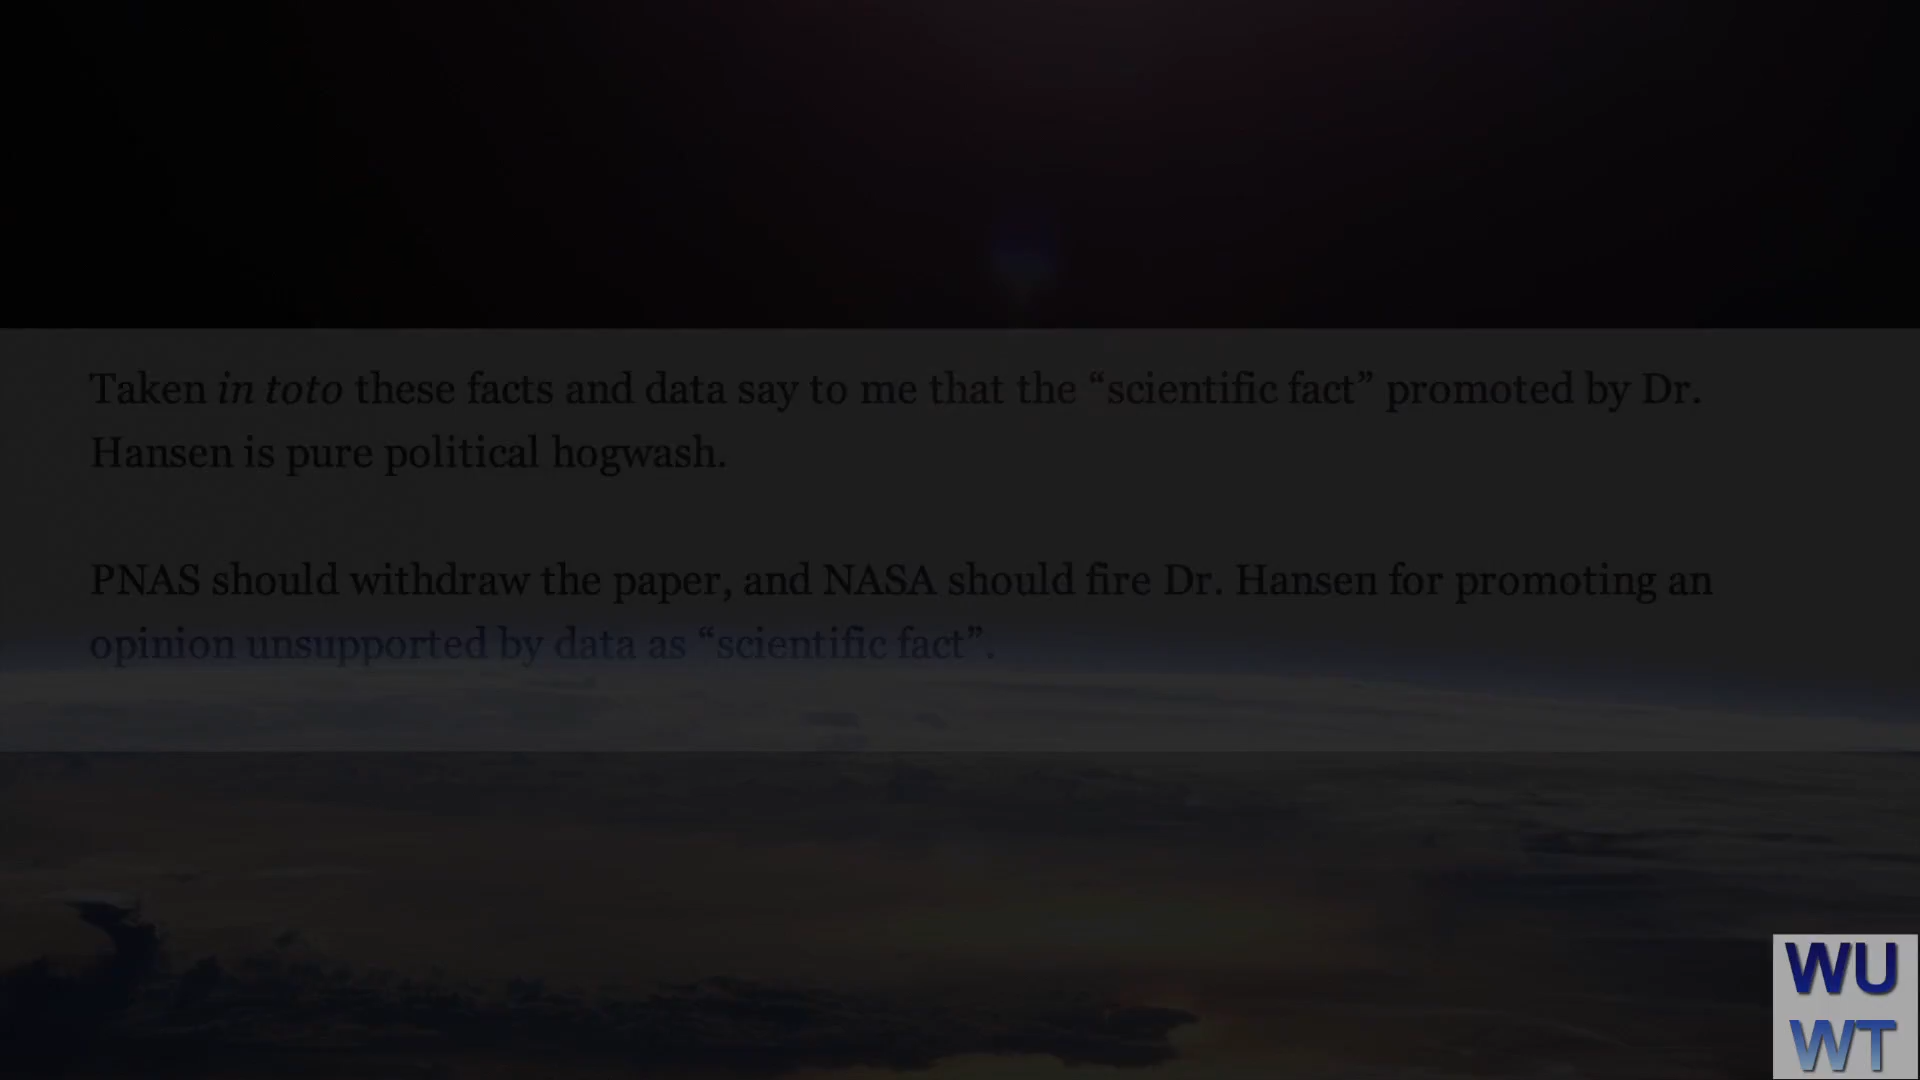 Taken in toto these facts and data say to me that the “scientific fact” promoted by Dr.
Hansen is pure political hogwash.
PNAS should withdraw the paper, and NASA should fire Dr. Hansen for promoting an
opinion unsupported by data as “scientific fact”.
WU
WT